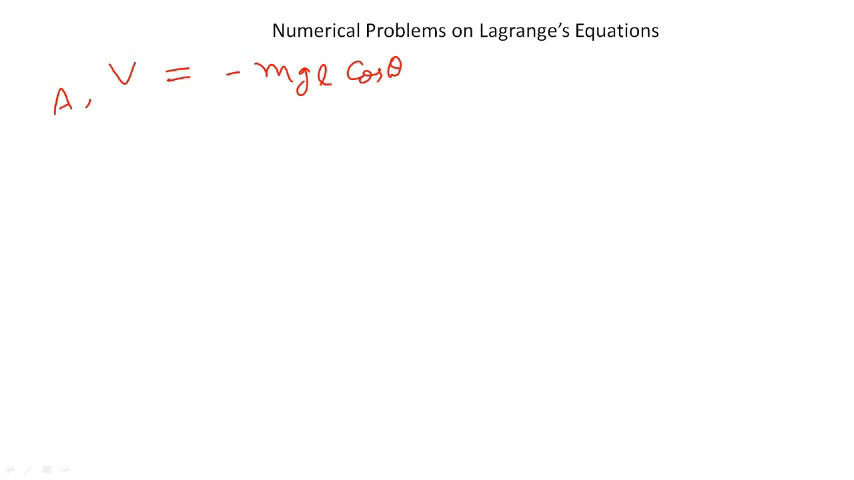 Numerical Problems on Lagrange's Equations
A, V = - mgl Cosθ